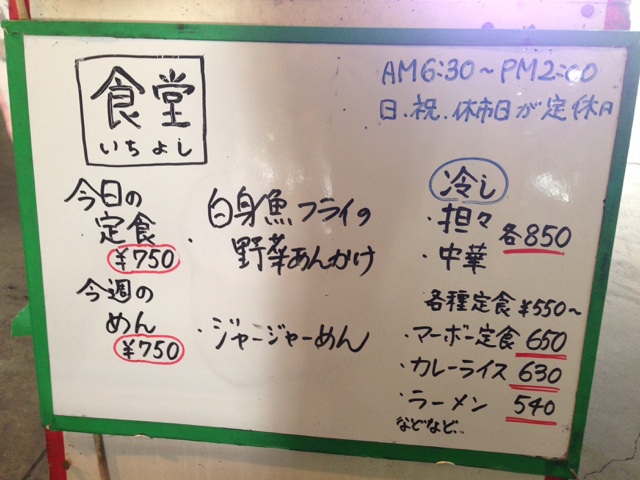 食堂
いちよし
AM6:30～PM2:00
日、祝、休市日が定休日
今日の
定食
¥750
・白身魚フライの
野菜あんかけ
今週の
めん
¥750
・ジャージャーめん
冷し
・担々
・中華
各850
各種定食¥550～
・マーボー定食 650
・カレーライス 630
・ラーメン 540
などなど…